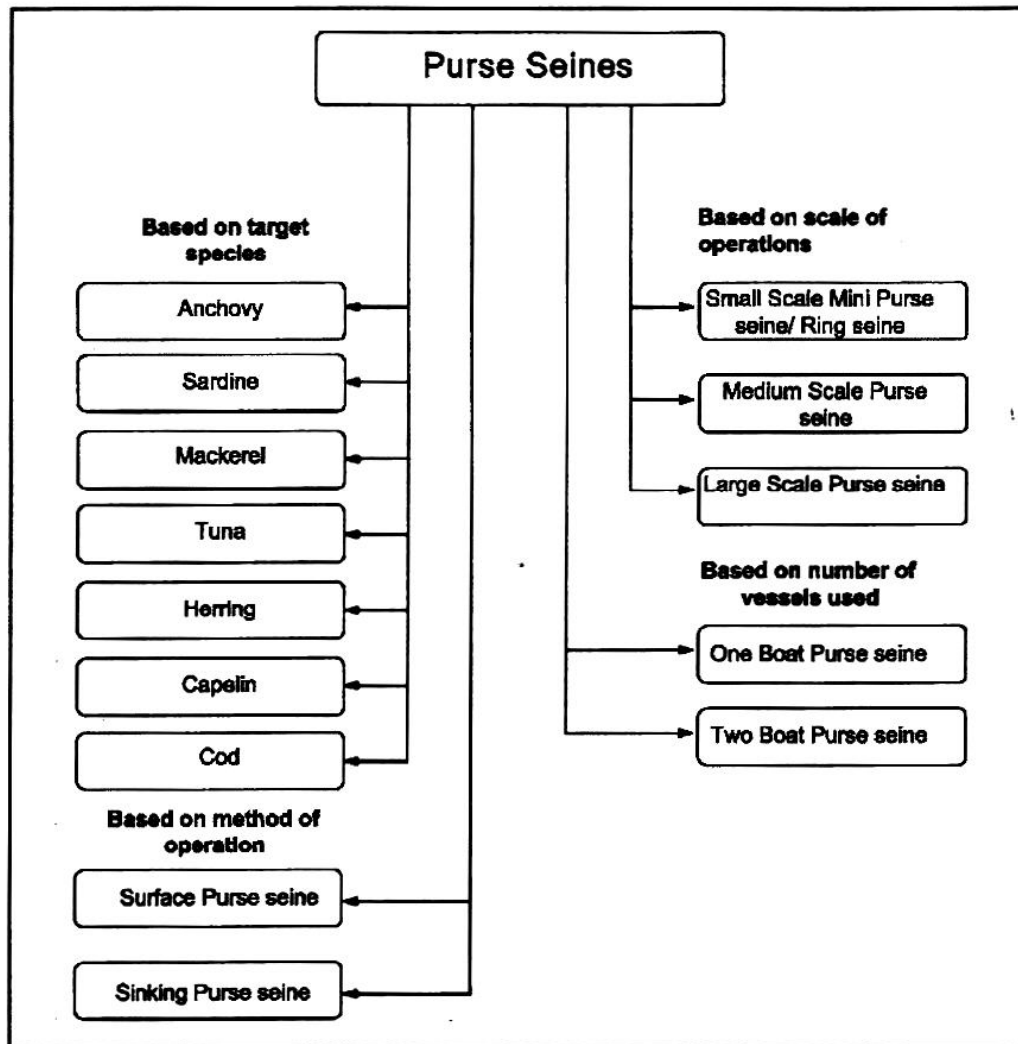 Purse Seines
Based on target
species
Anchovy
Sardine
Mackerel
Tuna
Herring
Capelin
Cod
Based on method of
operation
Surface Purse seine
Sinking Purse seine
Based on scale of
operations
Small Scale Mini Purse
seine/ Ring seine
Medium Scale Purse
seine
Large Scale Purse seine
Based on number of
vessels used
One Boat Purse seine
Two Boat Purse seine